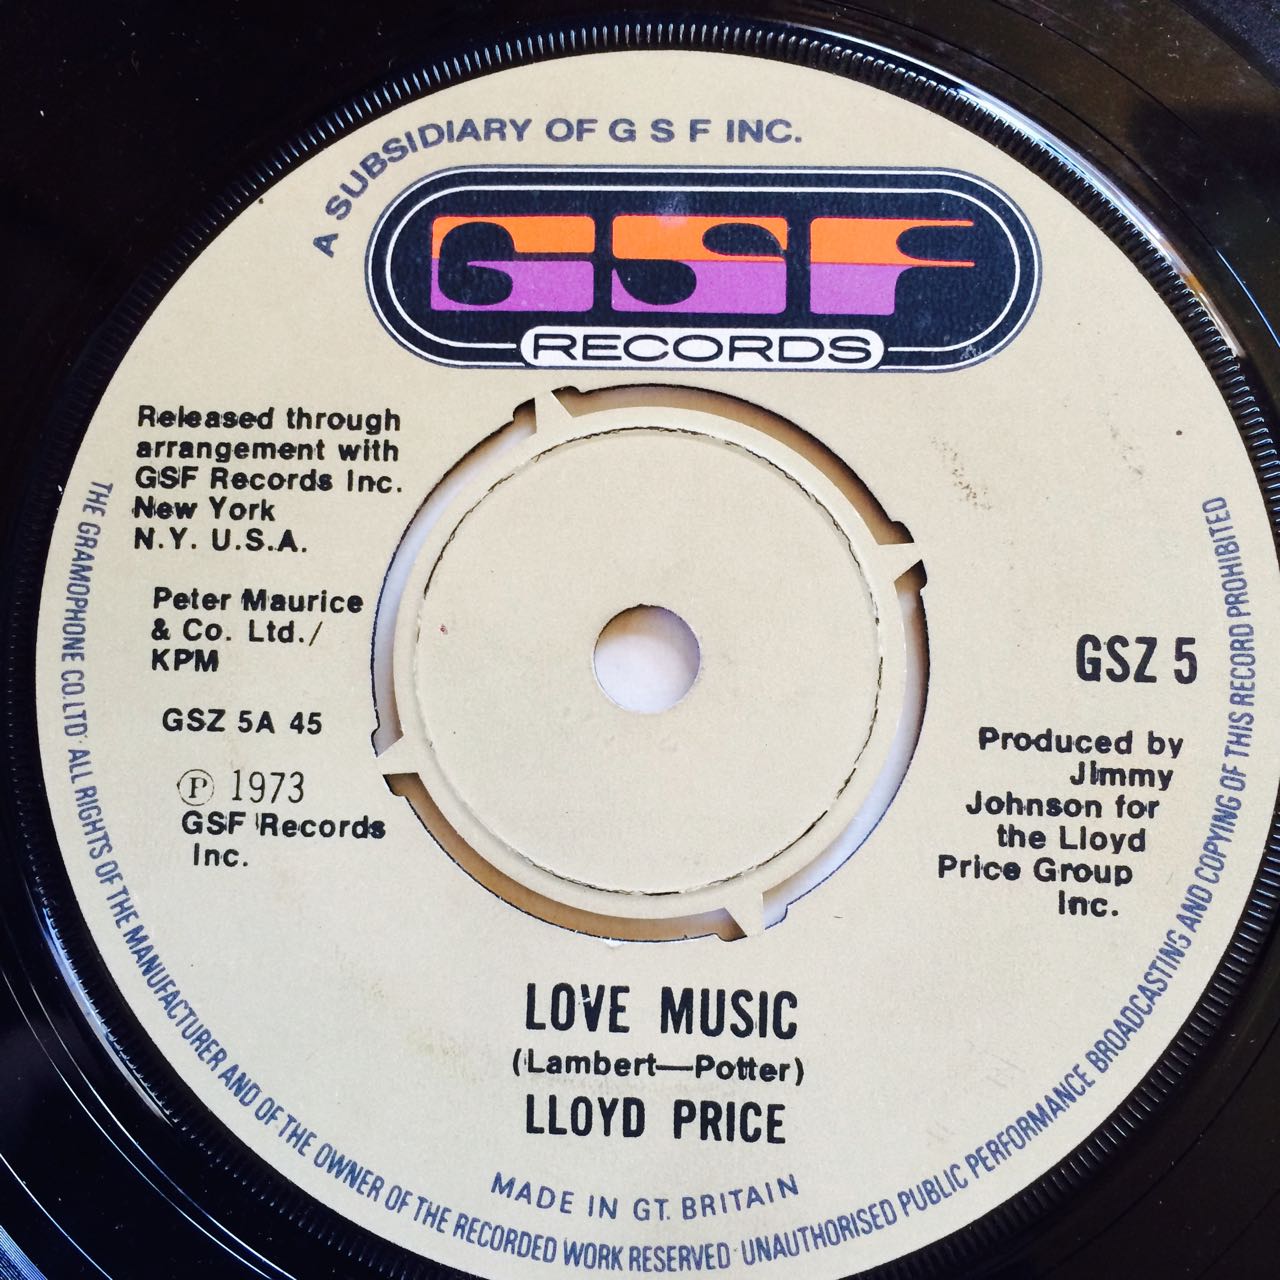 A SUBSIDIARY OF G S F INC.
GSF
RECORDS
Released through
arrangement with
GSF Records Inc.
New York
N.Y. U.S.A.
Peter Maurice
& Co. Ltd./
KPM
GSZ 5A 45
Ⓟ 1973
GSF Records
Inc.
GSZ 5
Produced by
Jimmy
Johnson for
the Lloyd
Price Group
Inc.
LOVE MUSIC
(Lambert—Potter)
LLOYD PRICE
MADE IN GT. BRITAIN
THE GRAMOPHONE CO. LTD· ALL RIGHTS OF THE MANUFACTURER AND OF THE OWNER OF THE RECORDED WORK RESERVED·UNAUTHORISED PUBLIC PERFORMANCE BROADCASTING AND COPYING OF THIS RECORD PROHIBITED